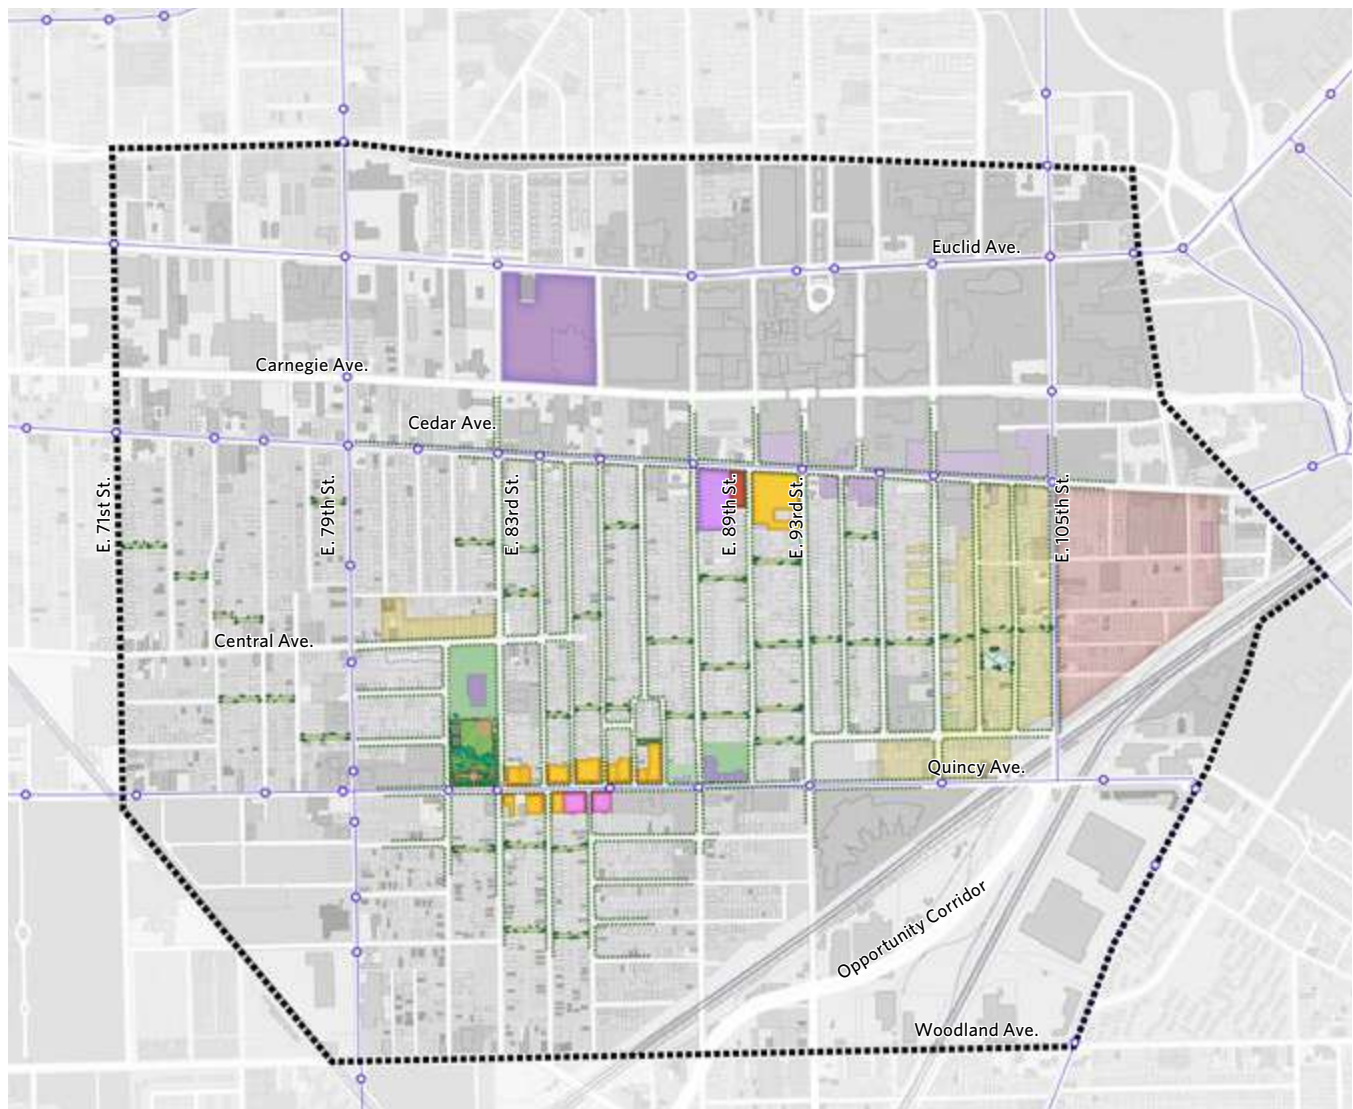 Euclid Ave.
Carnegie Ave.
Cedar Ave.
E. 71st St.
E. 79th St.
E. 83rd St.
E. 89th St.
E. 93rd St.
E. 105th St.
Central Ave.
Quincy Ave.
Opportunity Corridor
Woodland Ave.